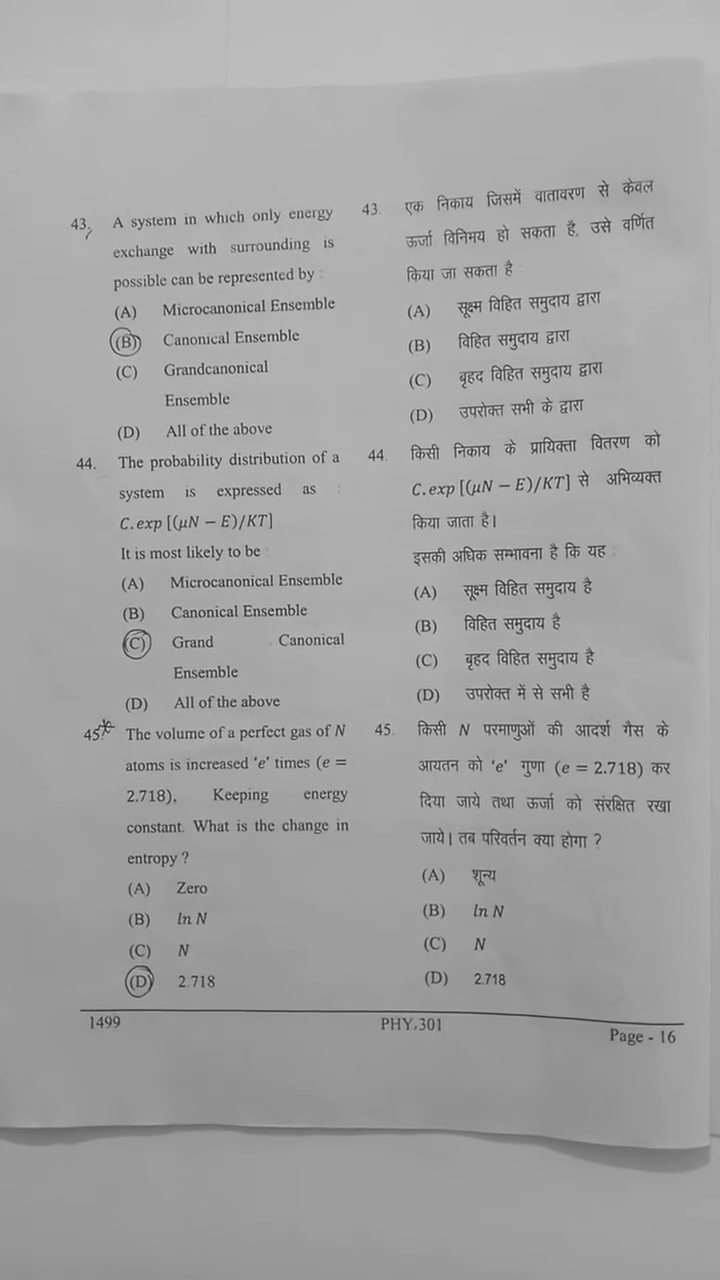 43. A system in which only energy
exchange with surrounding is
possible can be represented by :
(A) Microcanonical Ensemble
(B) Canonical Ensemble
(C) Grandcanonical
Ensemble
(D) All of the above
44. The probability distribution of a
system is expressed as :
C.exp [(μN – E)/KT]
It is most likely to be :
(A) Microcanonical Ensemble
(B) Canonical Ensemble
(C) Grand Canonical
Ensemble
(D) All of the above
45. The volume of a perfect gas of N
atoms is increased ‘e’ times (e =
2.718), Keeping energy
constant. What is the change in
entropy ?
(A) Zero
(B) ln N
(C) N
(D) 2.718
43. एक निकाय जिसमें वातावरण से केवल
ऊर्जा विनिमय हो सकता है, उसे वर्णित
किया जा सकता है :
(A) सूक्ष्म विहित समुदाय द्वारा
(B) विहित समुदाय द्वारा
(C) बृहद विहित समुदाय द्वारा
(D) उपरोक्त सभी के द्वारा
44. किसी निकाय के प्रायिक्ता वितरण को
C.exp [(μN – E)/KT] से अभिव्यक्त
किया जाता है।
इसकी अधिक सम्भावना है कि यह :
(A) सूक्ष्म विहित समुदाय है
(B) विहित समुदाय है
(C) बृहद विहित समुदाय है
(D) उपरोक्त में से सभी है
45. किसी N परमाणुओं की आदर्श गैस के
आयतन को ‘e’ गुणा (e = 2.718) कर
दिया जाये तथा ऊर्जा को संरक्षित रखा
जाये। तब परिवर्तन क्या होगा ?
(A) शून्य
(B) ln N
(C) N
(D) 2.718
1499 PHY.301 Page - 16